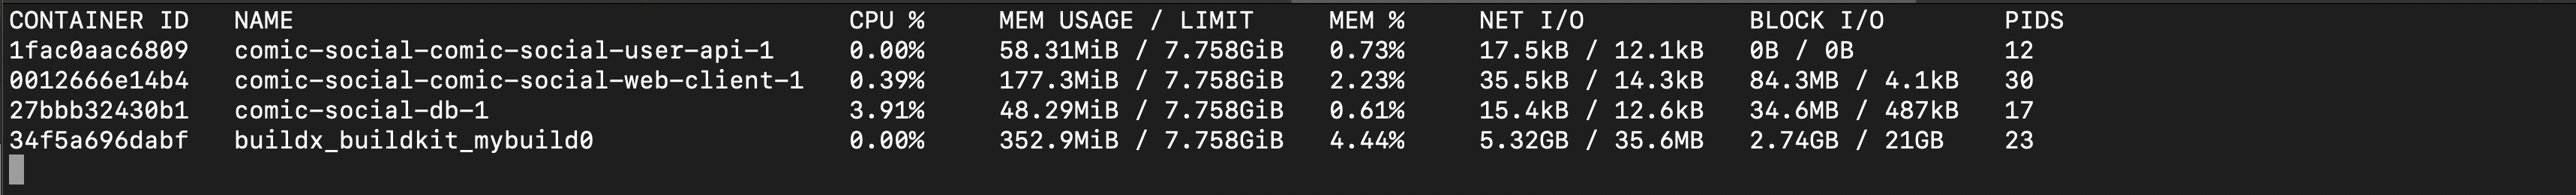 CONTAINER ID NAME CPU % MEM USAGE / LIMIT MEM % NET I/O BLOCK I/O PIDS
1fac0aac6809 comic-social-comic-social-user-api-1 0.00% 58.31MiB / 7.758GiB 0.73% 17.5kB / 12.1kB 0B / 0B 12
0012666e14b4 comic-social-comic-social-web-client-1 0.39% 177.3MiB / 7.758GiB 2.23% 35.5kB / 14.3kB 84.3MB / 4.1kB 30
27bbb32430b1 comic-social-db-1 3.91% 48.29MiB / 7.758GiB 0.61% 15.4kB / 12.6kB 34.6MB / 487kB 17
34f5a696dabf buildx_buildkit_mybuild0 0.00% 352.9MiB / 7.758GiB 4.44% 5.32GB / 35.6MB 2.74GB / 21GB 23